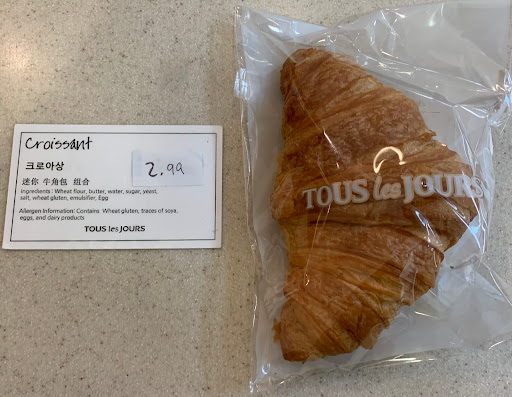 Croissant
크로아상
2.99
迷你 牛角包 组合
Ingredients: Wheat flour, butter, water, sugar, yeast,
salt, wheat gluten, emulsifier, Egg
Allergen Information: Contains Wheat gluten, traces of soya,
eggs, and dairy products
TOUS les JOURS
TOUS les JOURS